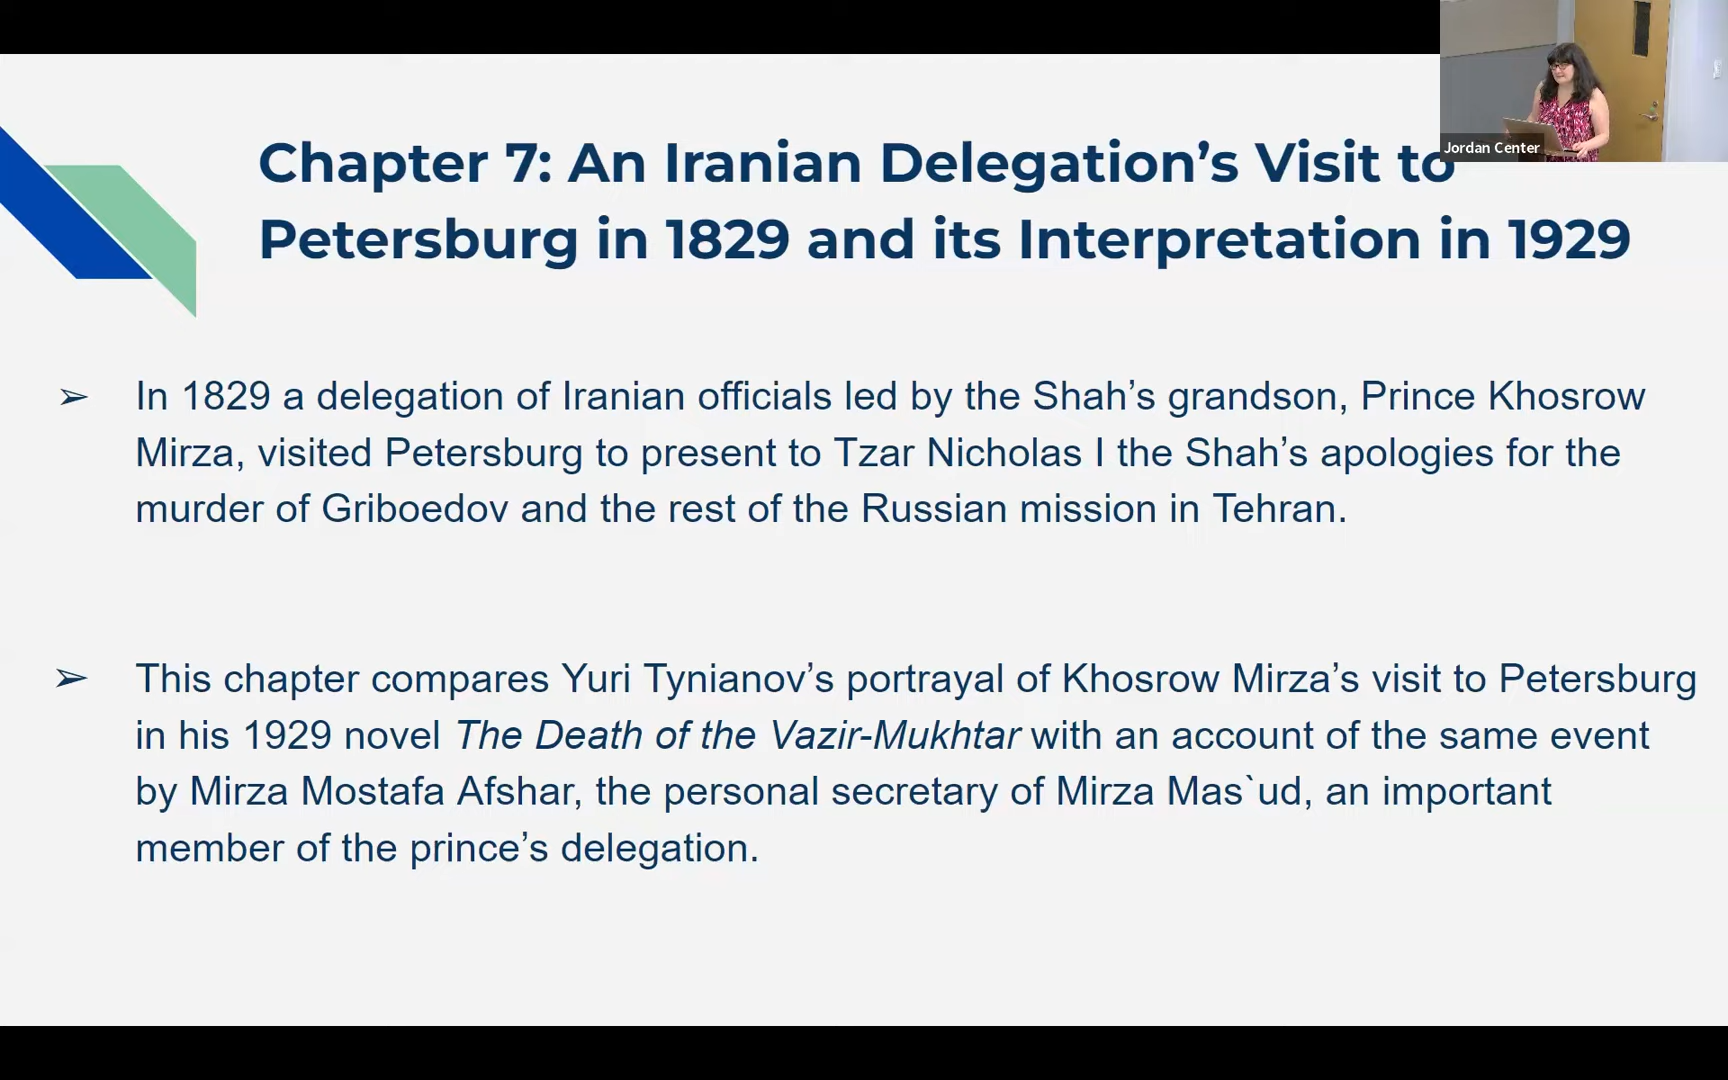 Jordan Center
Chapter 7: An Iranian Delegation’s Visit to
Petersburg in 1829 and its Interpretation in 1929
➢ In 1829 a delegation of Iranian officials led by the Shah’s grandson, Prince Khosrow
Mirza, visited Petersburg to present to Tzar Nicholas I the Shah’s apologies for the
murder of Griboedov and the rest of the Russian mission in Tehran.
➢ This chapter compares Yuri Tynianov’s portrayal of Khosrow Mirza’s visit to Petersburg
in his 1929 novel The Death of the Vazir-Mukhtar with an account of the same event
by Mirza Mostafa Afshar, the personal secretary of Mirza Mas`ud, an important
member of the prince’s delegation.